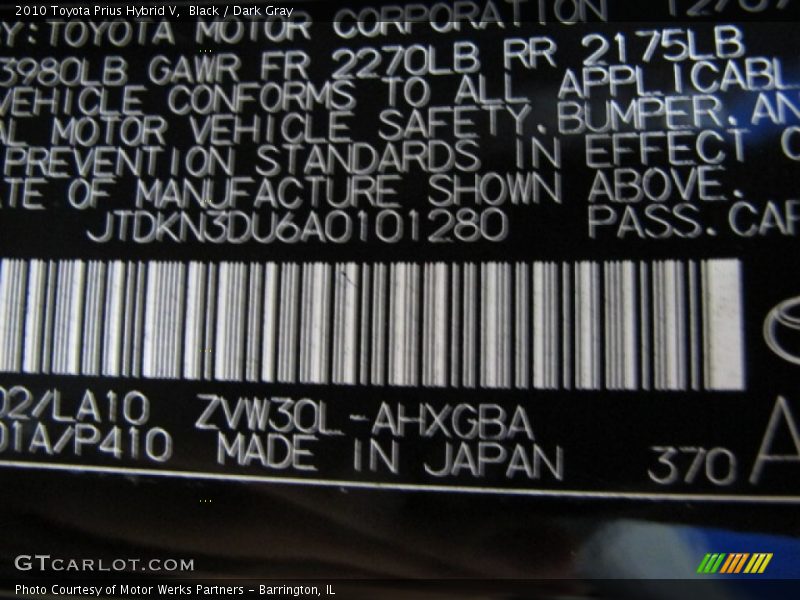 2010 Toyota Prius Hybrid V, Black / Dark Gray
BY: TOYOTA MOTOR CORPORATION
3980LB GAWR FR 2270LB RR 2175LB
VEHICLE CONFORMS TO ALL APPLICABL
AL MOTOR VEHICLE SAFETY, BUMPER, AN
PREVENTION STANDARDS IN EFFECT
ATE OF MANUFACTURE SHOWN ABOVE.
JTDKN3DU6A0101280 PASS. CAR
02/LA10 ZVW30L-AHXGBA
01A/P410 MADE IN JAPAN 370 A
GTCARLOT.COM
Photo Courtesy of Motor Werks Partners - Barrington, IL